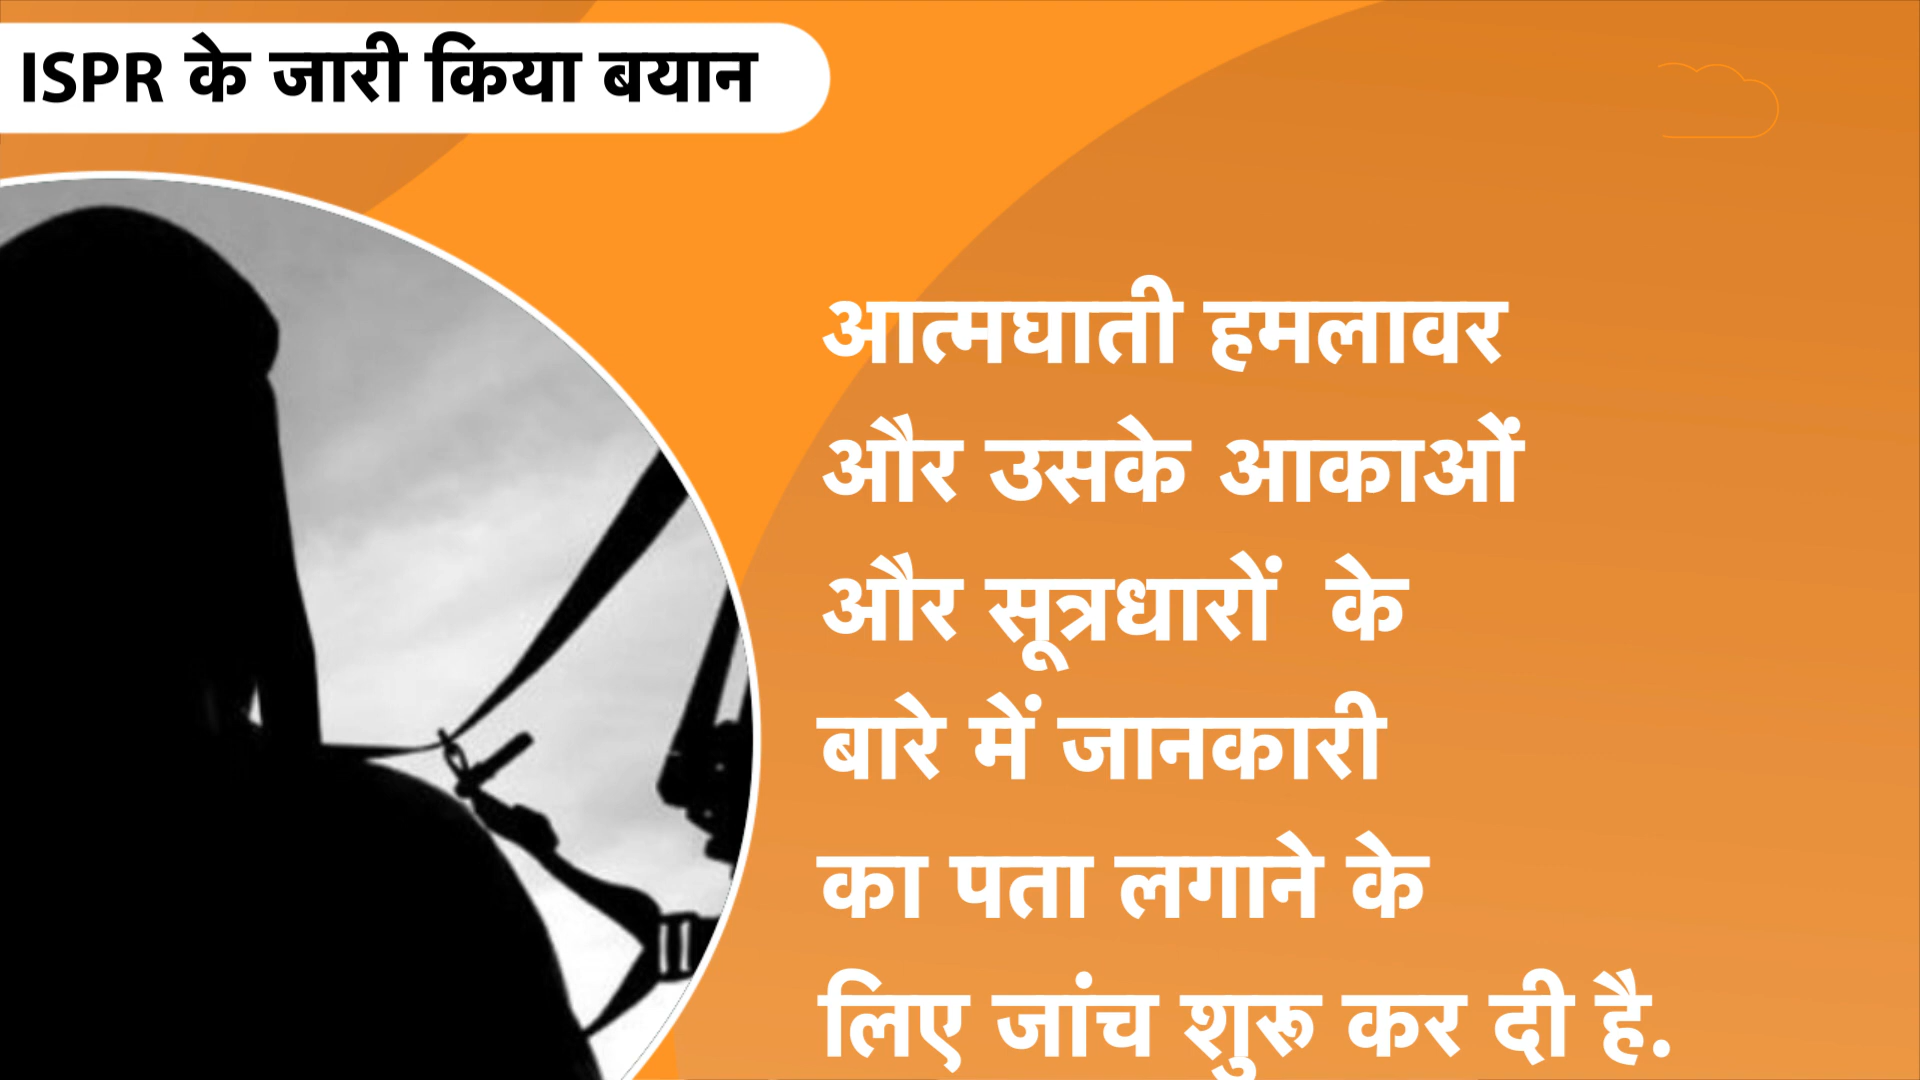 ISPR के जारी किया बयान
आत्मघाती हमलावर
और उसके आकाओं
और सूत्रधारों के
बारे में जानकारी
का पता लगाने के
लिए जांच शुरू कर दी है.